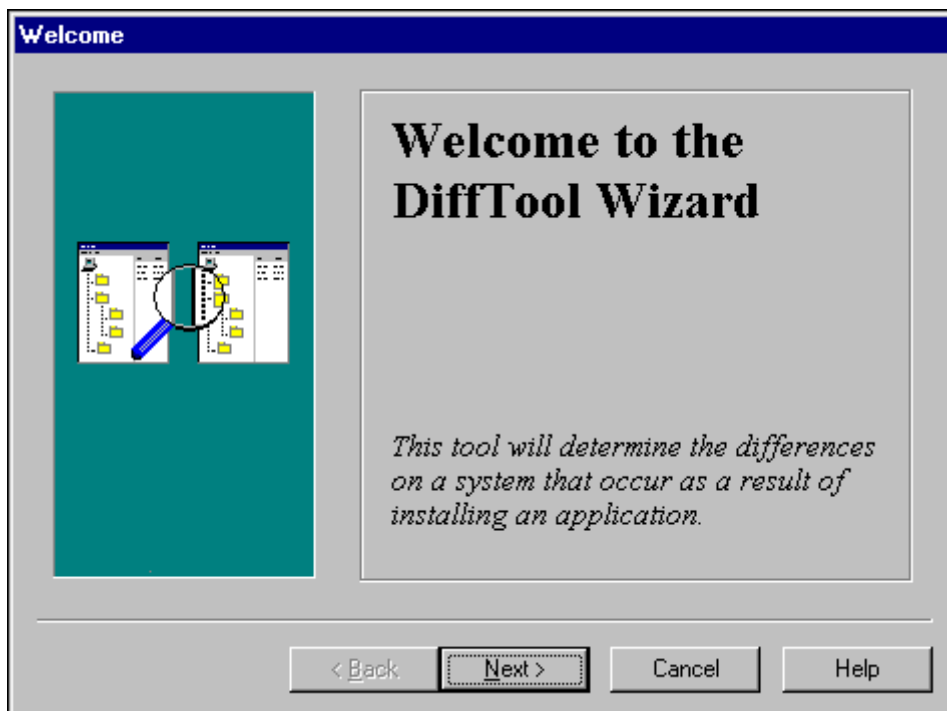 Welcome
Welcome to the
DiffTool Wizard
This tool will determine the differences
on a system that occur as a result of
installing an application.
< Back
Next >
Cancel
Help